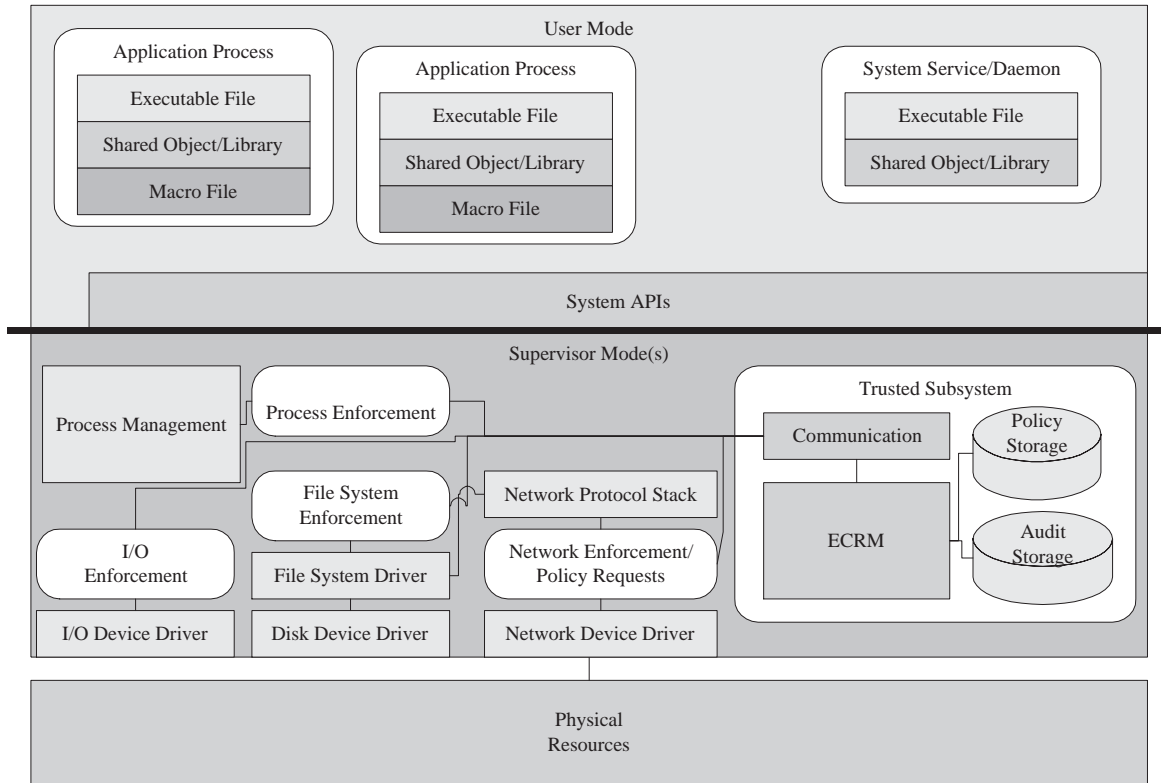 User Mode
Application Process
Executable File
Shared Object/Library
Macro File
Application Process
Executable File
Shared Object/Library
Macro File
System Service/Daemon
Executable File
Shared Object/Library
System APIs
Supervisor Mode(s)
Process Management
Process Enforcement
File System
Enforcement
I/O
Enforcement
File System Driver
I/O Device Driver
Disk Device Driver
Network Protocol Stack
Network Enforcement/
Policy Requests
Network Device Driver
Trusted Subsystem
Communication
ECRM
Policy
Storage
Audit
Storage
Physical
Resources